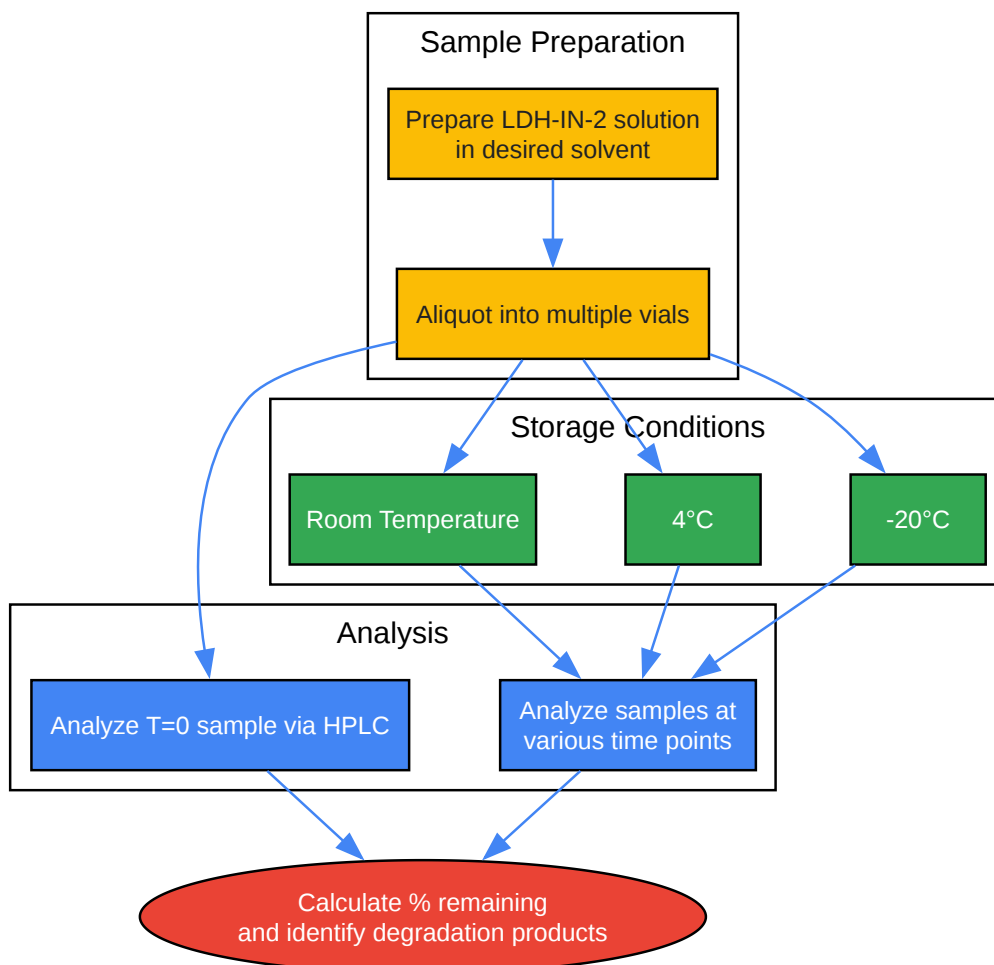 Sample Preparation
Prepare LDH-IN-2 solution
in desired solvent
Aliquot into multiple vials
Storage Conditions
Room Temperature
4°C
-20°C
Analysis
Analyze T=0 sample via HPLC
Analyze samples at
various time points
Calculate % remaining
and identify degradation products